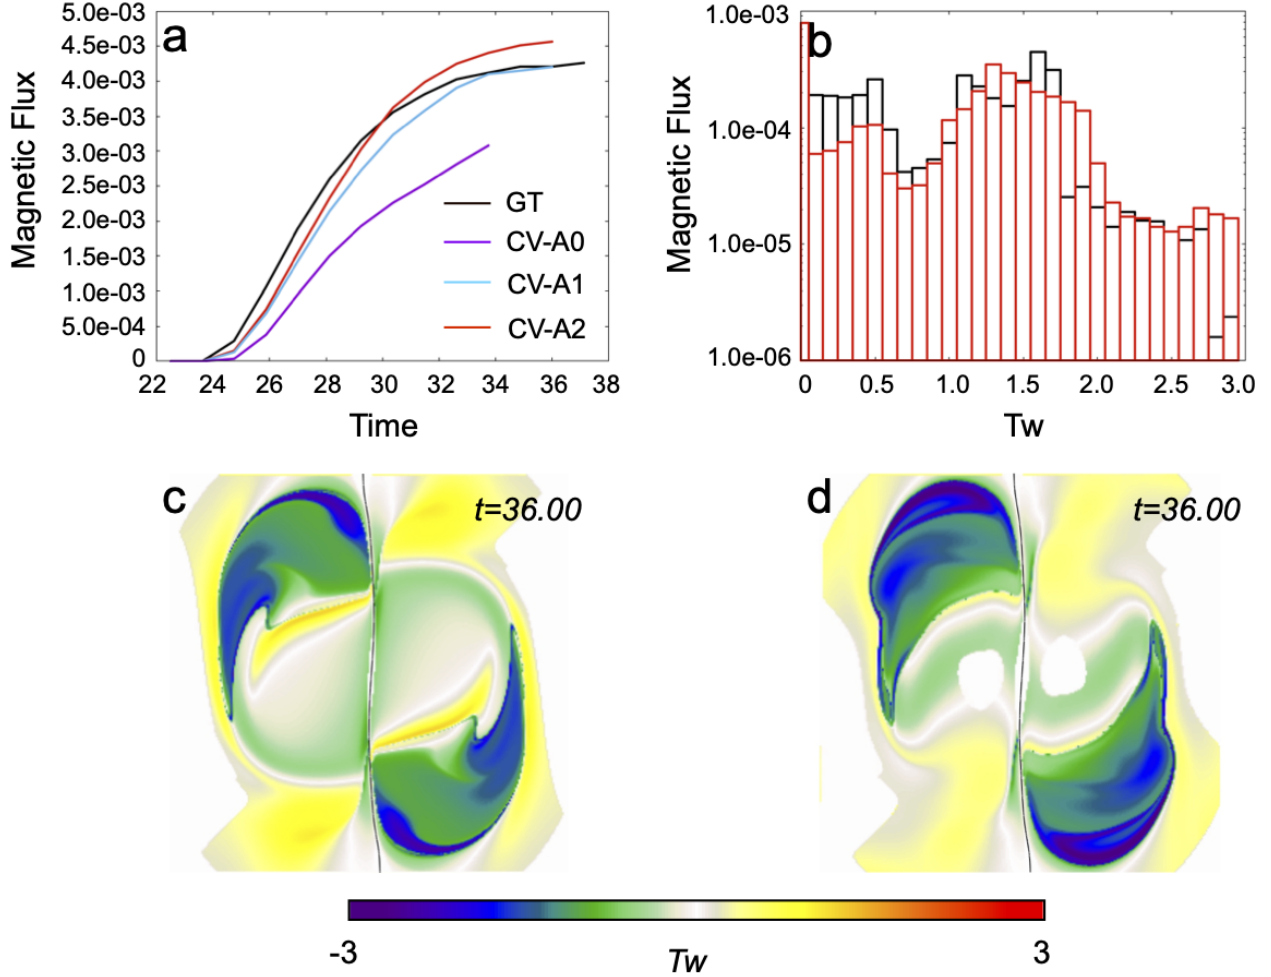 a
Magnetic Flux
5.0e-03
4.5e-03
4.0e-03
3.5e-03
3.0e-03
2.5e-03
2.0e-03
1.5e-03
1.0e-03
5.0e-04
0
22 24 26 28 30 32 34 36 38
Time
GT
CV-A0
CV-A1
CV-A2
b
Magnetic Flux
1.0e-03
1.0e-04
1.0e-05
1.0e-06
0 0.5 1.0 1.5 2.0 2.5 3.0
Tw
c
t=36.00
d
t=36.00
-3 3
Tw